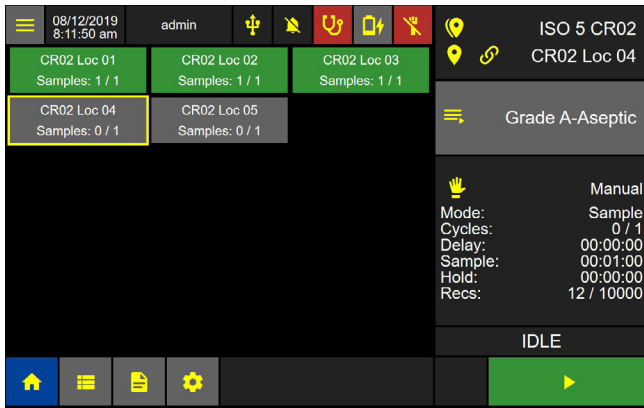 08/12/2019
8:11:50 am
admin
ISO 5 CR02
CR02 Loc 04
CR02 Loc 01
Samples: 1 / 1
CR02 Loc 02
Samples: 1 / 1
CR02 Loc 03
Samples: 1 / 1
CR02 Loc 04
Samples: 0 / 1
CR02 Loc 05
Samples: 0 / 1
Grade A-Aseptic
Manual
Mode: Sample
Cycles: 0 / 1
Delay: 00:00:00
Sample: 00:01:00
Hold: 00:00:00
Recs: 12 / 10000
IDLE